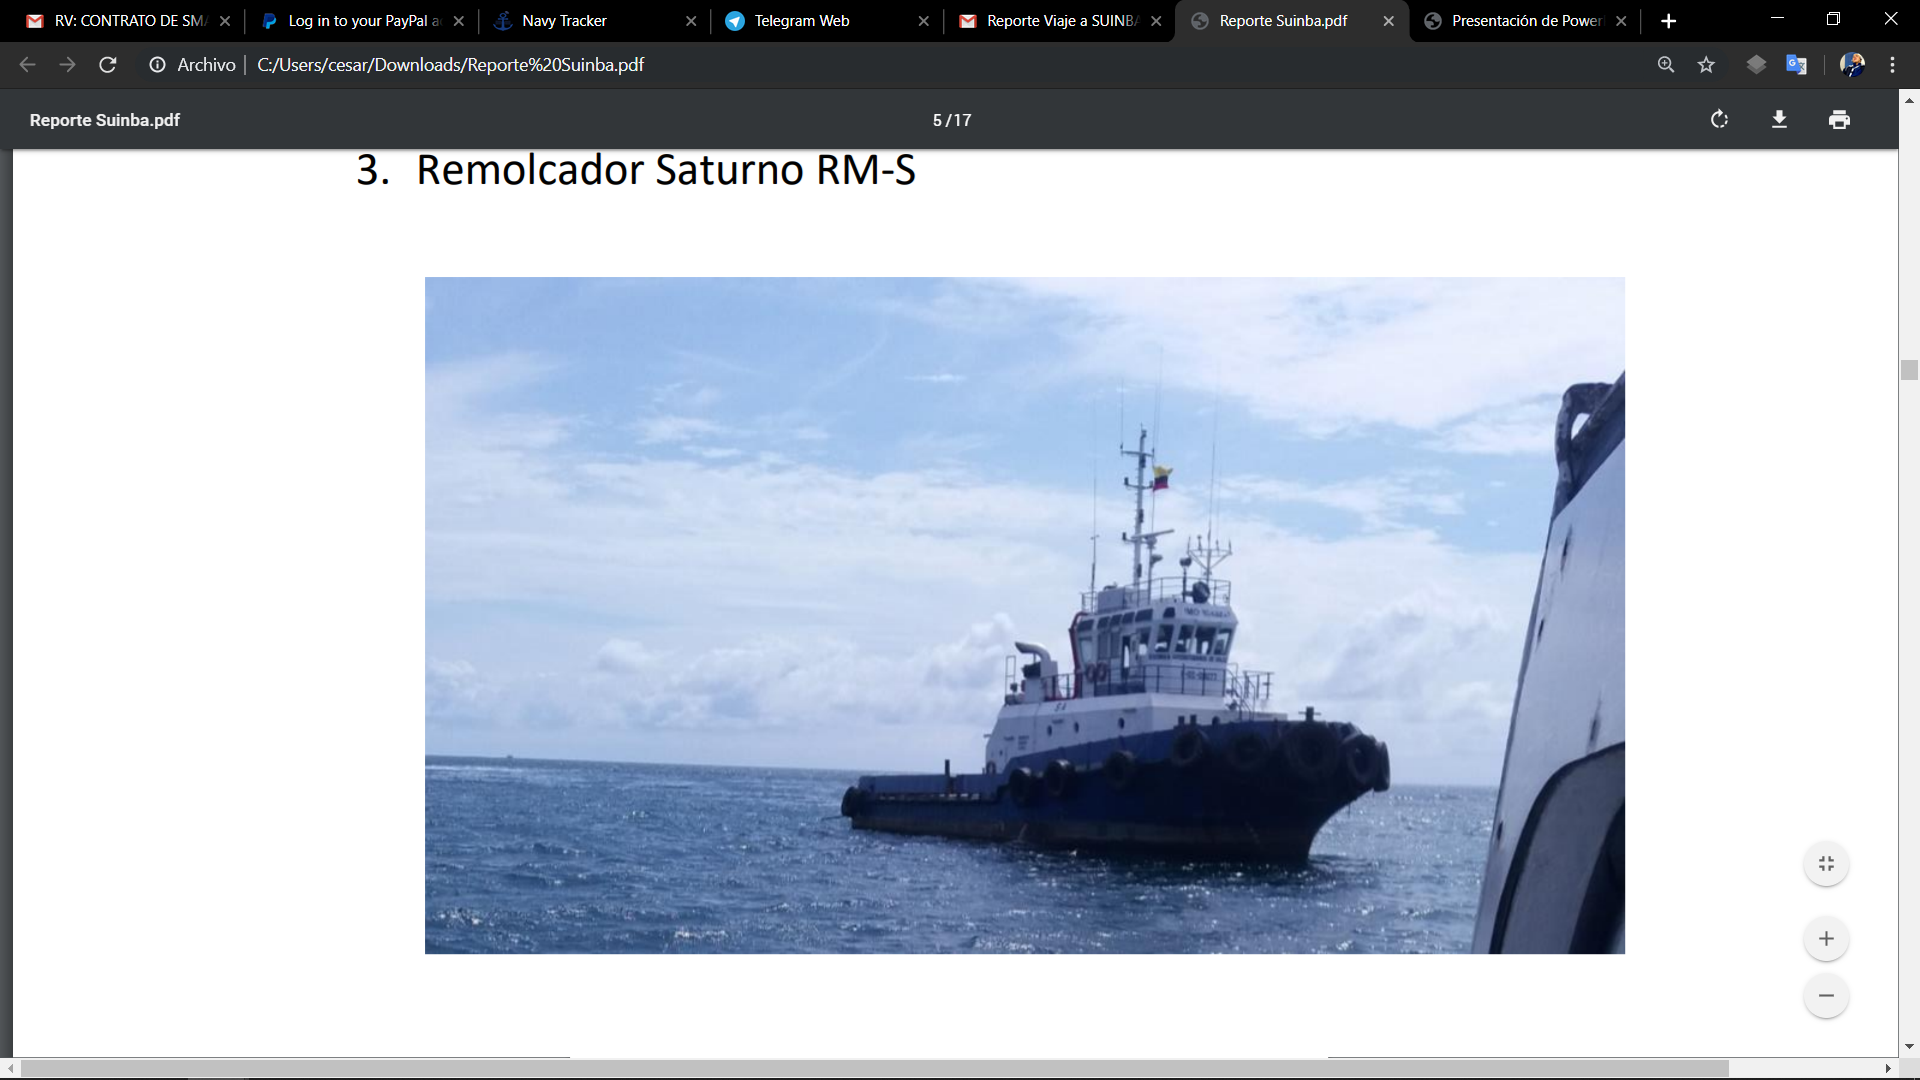 RV: CONTRATO DE SM
Log in to your PayPal a
Navy Tracker
Telegram Web
Reporte Viaje a SUINBA
Reporte Suinba.pdf
Presentación de Power
Archivo
C:/Users/cesar/Downloads/Reporte%20Suinba.pdf
Reporte Suinba.pdf
5 / 17
3. Remolcador Saturno RM-S